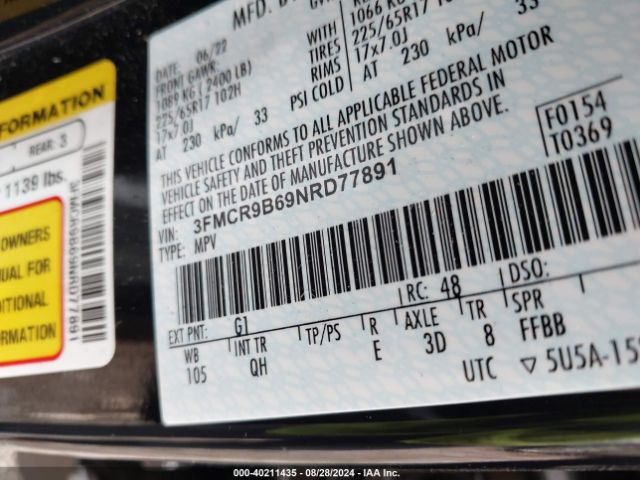 FORMATION
REAR: 3
1139 lbs.
OWNERS
UAL FOR
DITIONAL
FORMATION
3FMCR9B69NRD77891
MFD. B
DATE: 06/22
FRONT GAWR:
1089 KG ( 2400 LB)
225/65R17 102H
17x7.0J
AT 230 kPa/ 33 PSI COLD
WITH
TIRES
RIMS
1066 K
225/65R17 10
17x7.0J
AT 230 kPa/ 33
THIS VEHICLE CONFORMS TO ALL APPLICABLE FEDERAL MOTOR
VEHICLE SAFETY AND THEFT PREVENTION STANDARDS IN
EFFECT ON THE DATE OF MANUFACTURE SHOWN ABOVE.
VIN: 3FMCR9B69NRD77891
TYPE: MPV
F0154
T0369
EXT PNT: G1 RC: 48 DSO:
WB INT TR TP/PS R AXLE TR SPR
105 QH E 3D 8 FFBB
UTC ▽ 5U5A-15
000-40211435 - 08/28/2024 - IAA Inc.